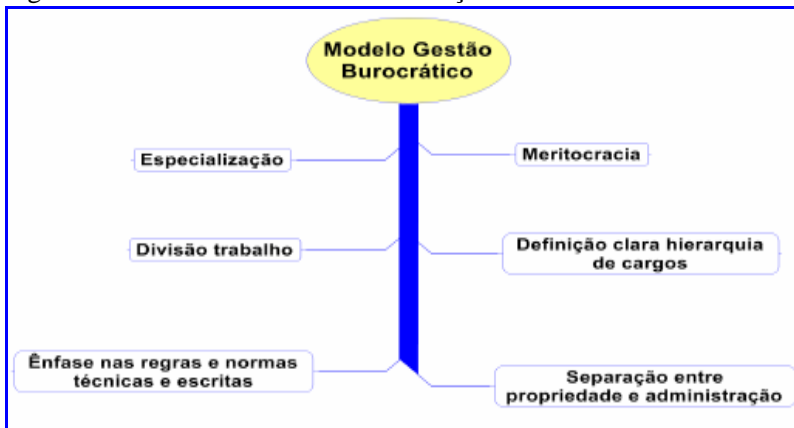 Modelo Gestão
Burocrático
Especialização
Meritocracia
Divisão trabalho
Definição clara hierarquia
de cargos
Ênfase nas regras e normas
técnicas e escritas
Separação entre
propriedade e administração